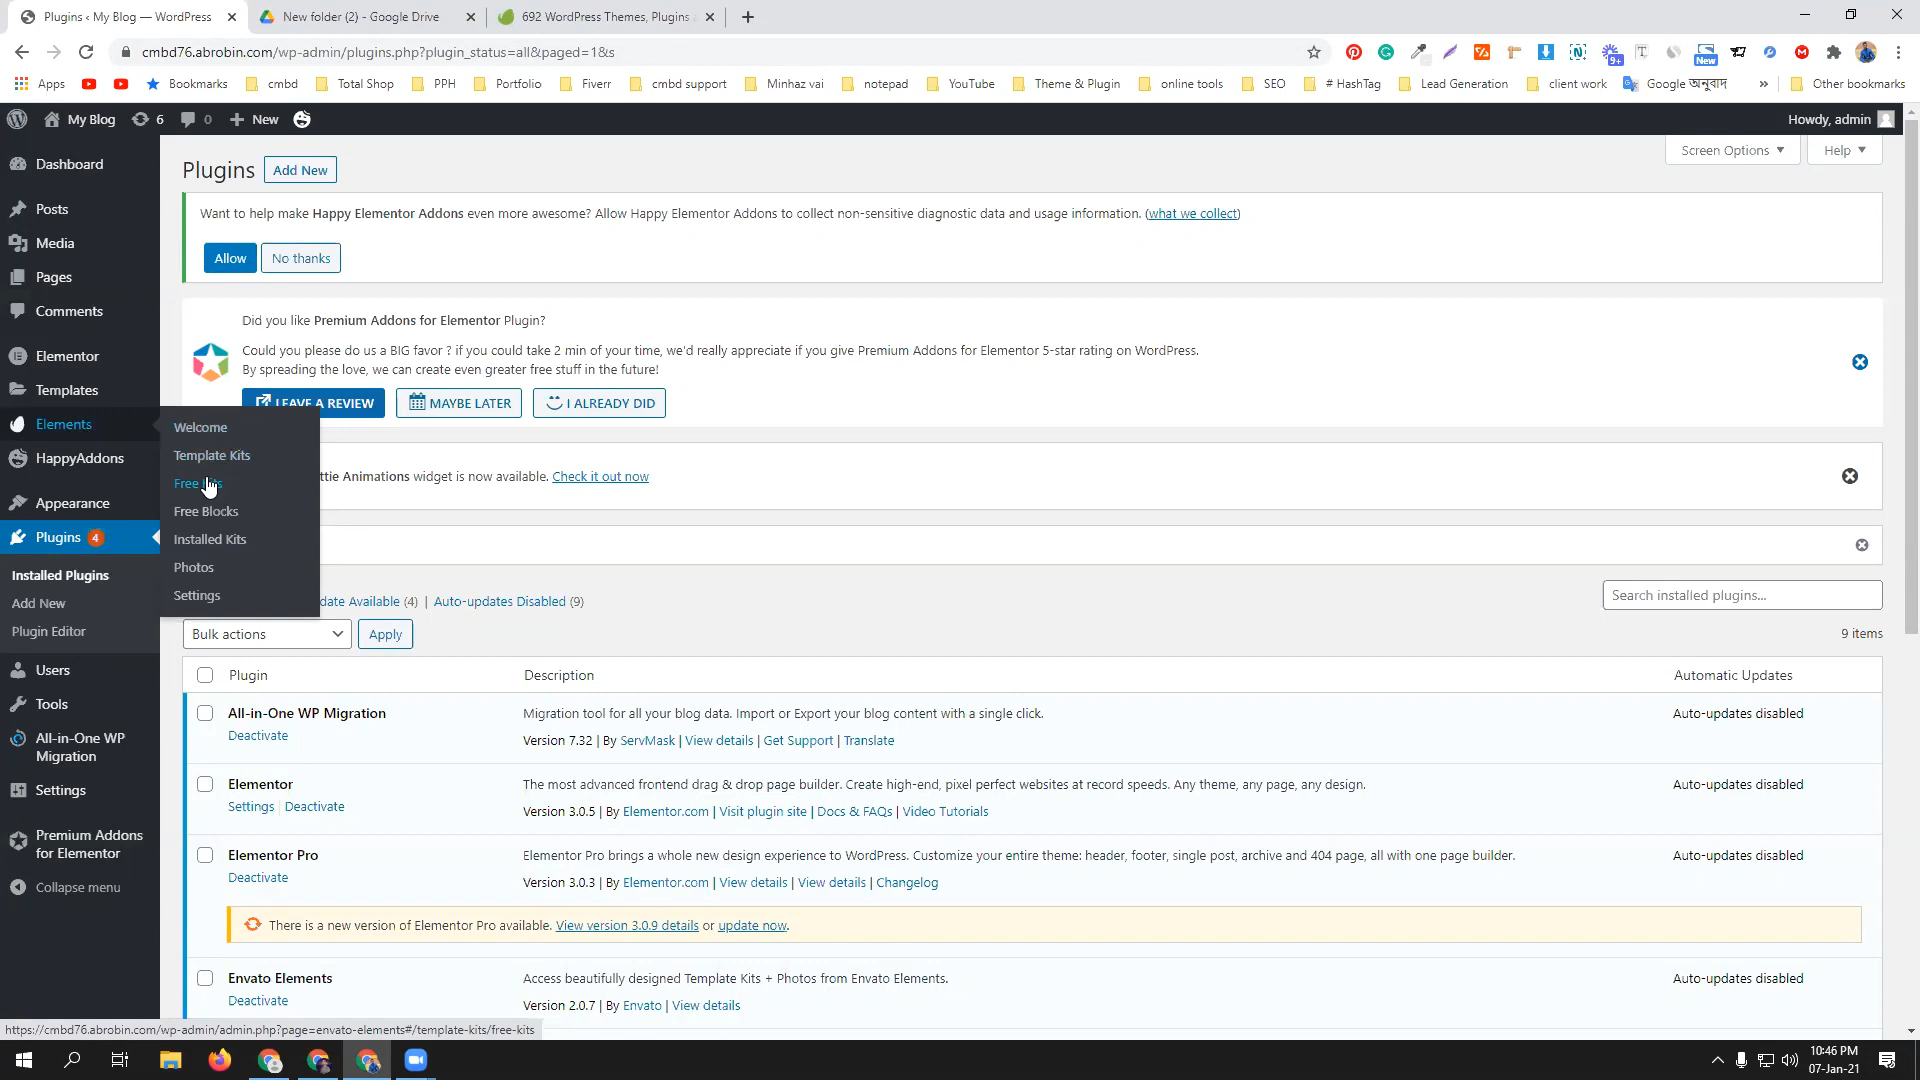 Plugins ‹ My Blog — WordPress
New folder (2) - Google Drive
692 WordPress Themes, Plugins
cmbd76.abrobin.com/wp-admin/plugins.php?plugin_status=all&paged=1&s
9+
New
Apps
Bookmarks
cmbd
Total Shop
PPH
Portfolio
Fiverr
cmbd support
Minhaz vai
notepad
YouTube
Theme & Plugin
online tools
SEO
# HashTag
Lead Generation
client work
Google অনুবাদ
»
Other bookmarks
My Blog
6
0
New
Howdy, admin
Dashboard
Posts
Media
Pages
Comments
Elementor
Templates
Elements
HappyAddons
Appearance
Plugins 4
Installed Plugins
Add New
Plugin Editor
Users
Tools
All-in-One WP
Migration
Settings
Premium Addons
for Elementor
Collapse menu
Welcome
Template Kits
Free
Free Blocks
Installed Kits
Photos
Settings
Screen Options
Help
Plugins
Add New
Want to help make Happy Elementor Addons even more awesome? Allow Happy Elementor Addons to collect non-sensitive diagnostic data and usage information. (what we collect)
Allow
No thanks
Did you like Premium Addons for Elementor Plugin?
Could you please do us a BIG favor ? if you could take 2 min of your time, we'd really appreciate if you give Premium Addons for Elementor 5-star rating on WordPress.
By spreading the love, we can create even greater free stuff in the future!
LEAVE A REVIEW
MAYBE LATER
I ALREADY DID
ttie Animations widget is now available. Check it out now
date Available (4) | Auto-updates Disabled (9)
Search installed plugins...
Bulk actions
Apply
9 items
Plugin
Description
Automatic Updates
All-in-One WP Migration
Migration tool for all your blog data. Import or Export your blog content with a single click.
Auto-updates disabled
Deactivate
Version 7.32 | By ServMask | View details | Get Support | Translate
Elementor
The most advanced frontend drag & drop page builder. Create high-end, pixel perfect websites at record speeds. Any theme, any page, any design.
Auto-updates disabled
Settings | Deactivate
Version 3.0.5 | By Elementor.com | Visit plugin site | Docs & FAQs | Video Tutorials
Elementor Pro
Elementor Pro brings a whole new design experience to WordPress. Customize your entire theme: header, footer, single post, archive and 404 page, all with one page builder.
Auto-updates disabled
Deactivate
Version 3.0.3 | By Elementor.com | View details | View details | Changelog
There is a new version of Elementor Pro available. View version 3.0.9 details or update now.
Envato Elements
Access beautifully designed Template Kits + Photos from Envato Elements.
Auto-updates disabled
Deactivate
Version 2.0.7 | By Envato | View details
https://cmbd76.abrobin.com/wp-admin/admin.php?page=envato-elements#/template-kits/free-kits
10:46 PM
07-Jan-21